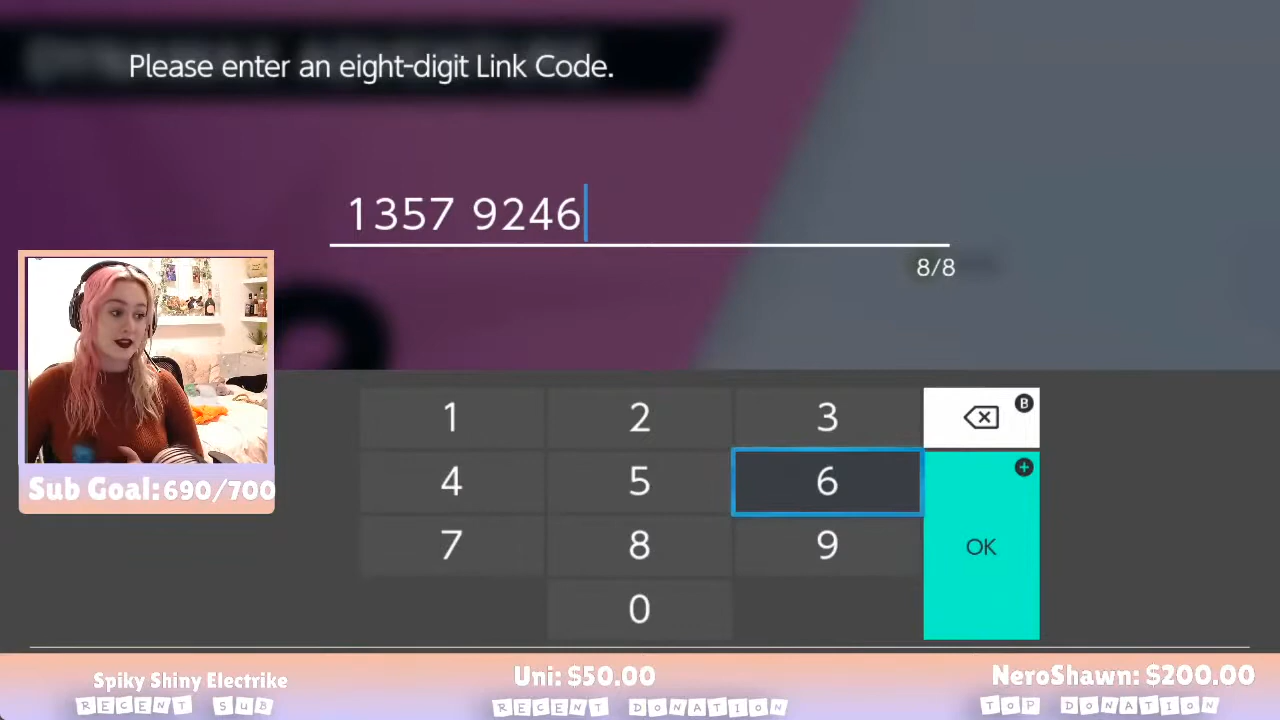 Please enter an eight-digit Link Code.
1357 9246
8/8
1 2 3
B
4 5 6
+
7 8 9
OK
0
Sub Goal: 690/700
Spiky Shiny Electrike
RECENT SUB
Uni: $50.00
RECENT DONATION
NeroShawn: $200.00
TOP DONATION